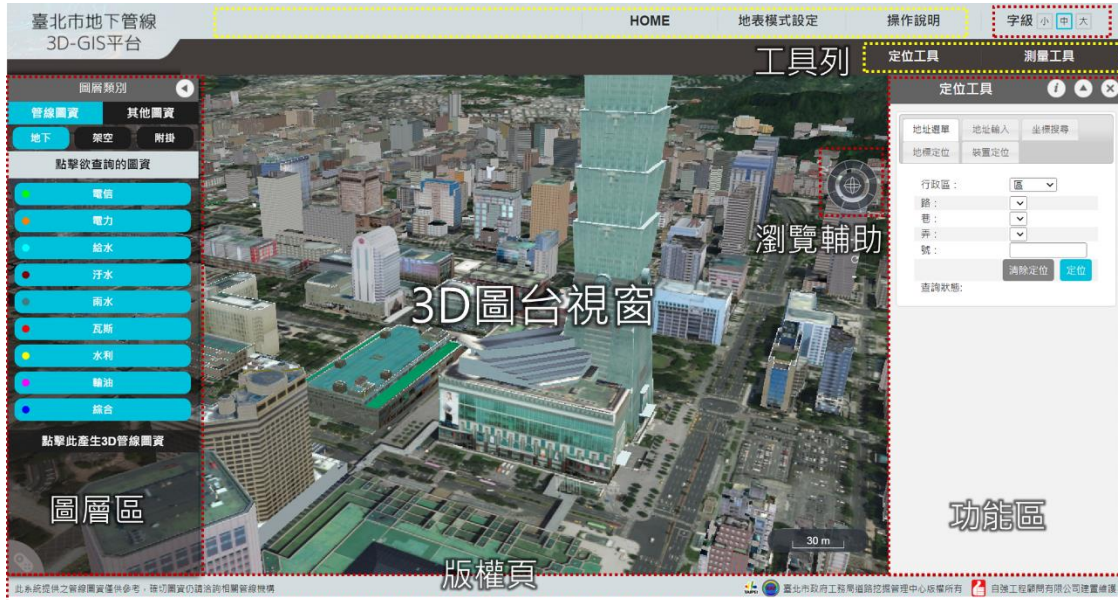 臺北市地下管線
3D-GIS平台
HOME 地表模式設定 操作說明 字級 小 中 大
工具列
定位工具 測量工具
圖層類別
管線圖資 其他圖資
地下 架空 附掛
點擊欲查詢的圖資
電信
電力
給水
汙水
雨水
瓦斯
水利
輸油
綜合
點擊此產生3D管線圖資
圖層區
3D圖台視窗
瀏覽輔助
30 m
定位工具
地址選單 地址輸入 坐標搜尋
地標定位 裝置定位
行政區： 區
路：
巷：
弄：
號：
清除定位 定位
查詢狀態:
功能區
版權頁
此系統提供之管線圖資僅供參考，確切圖資仍請洽詢相關管線機構
TAIPEI 臺北市政府工務局道路挖掘管理中心版權所有 自強工程顧問有限公司建置維護